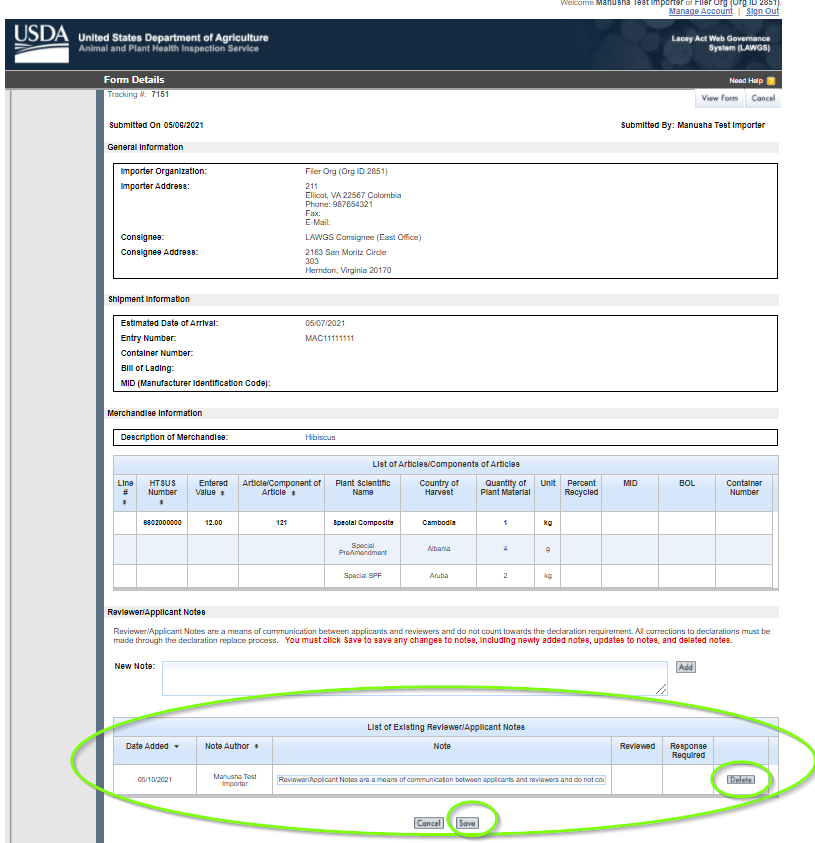 Welcome Manusha Test Importer of Filer Org (Org ID 2851).
Manage Account | Sign Out
USDA United States Department of Agriculture
Animal and Plant Health Inspection Service
Lacey Act Web Governance
System (LAWGS)
Form Details
Need Help
Tracking #: 7151
View Form Cancel
Submitted On 05/06/2021 Submitted By: Manusha Test Importer
General Information
Importer Organization: Filer Org (Org ID 2851)
Importer Address: 211
Ellicot, VA 22567 Colombia
Phone: 987654321
Fax:
E-Mail:
Consignee: LAWGS Consignee (East Office)
Consignee Address: 2163 San Moritz Circle
303
Herndon, Virginia 20170
Shipment Information
Estimated Date of Arrival: 05/07/2021
Entry Number: MAC11111111
Container Number:
Bill of Lading:
MID (Manufacturer Identification Code):
Merchandise Information
Description of Merchandise: Hibiscus
List of Articles/Components of Articles
Line # HTSUS Number Entered Value Article/Component of Article Plant Scientific Name Country of Harvest Quantity of Plant Material Unit Percent Recycled MID BOL Container Number
6602000000 12.00 121 Special Composite Cambodia 1 kg
Special PreAmendment Albania 4 g
Special SPF Aruba 2 kg
Reviewer/Applicant Notes
Reviewer/Applicant Notes are a means of communication between applicants and reviewers and do not count towards the declaration requirement. All corrections to declarations must be
made through the declaration replace process. You must click Save to save any changes to notes, including newly added notes, updates to notes, and deleted notes.
New Note: Add
List of Existing Reviewer/Applicant Notes
Date Added Note Author Note Reviewed Response Required
05/10/2021 Manusha Test Importer Reviewer/Applicant Notes are a means of communication between applicants and reviewers and do not cou Delete
Cancel Save